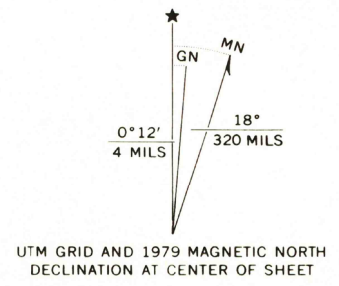 MN
GN
0°12'
4 MILS
18°
320 MILS
UTM GRID AND 1979 MAGNETIC NORTH
DECLINATION AT CENTER OF SHEET